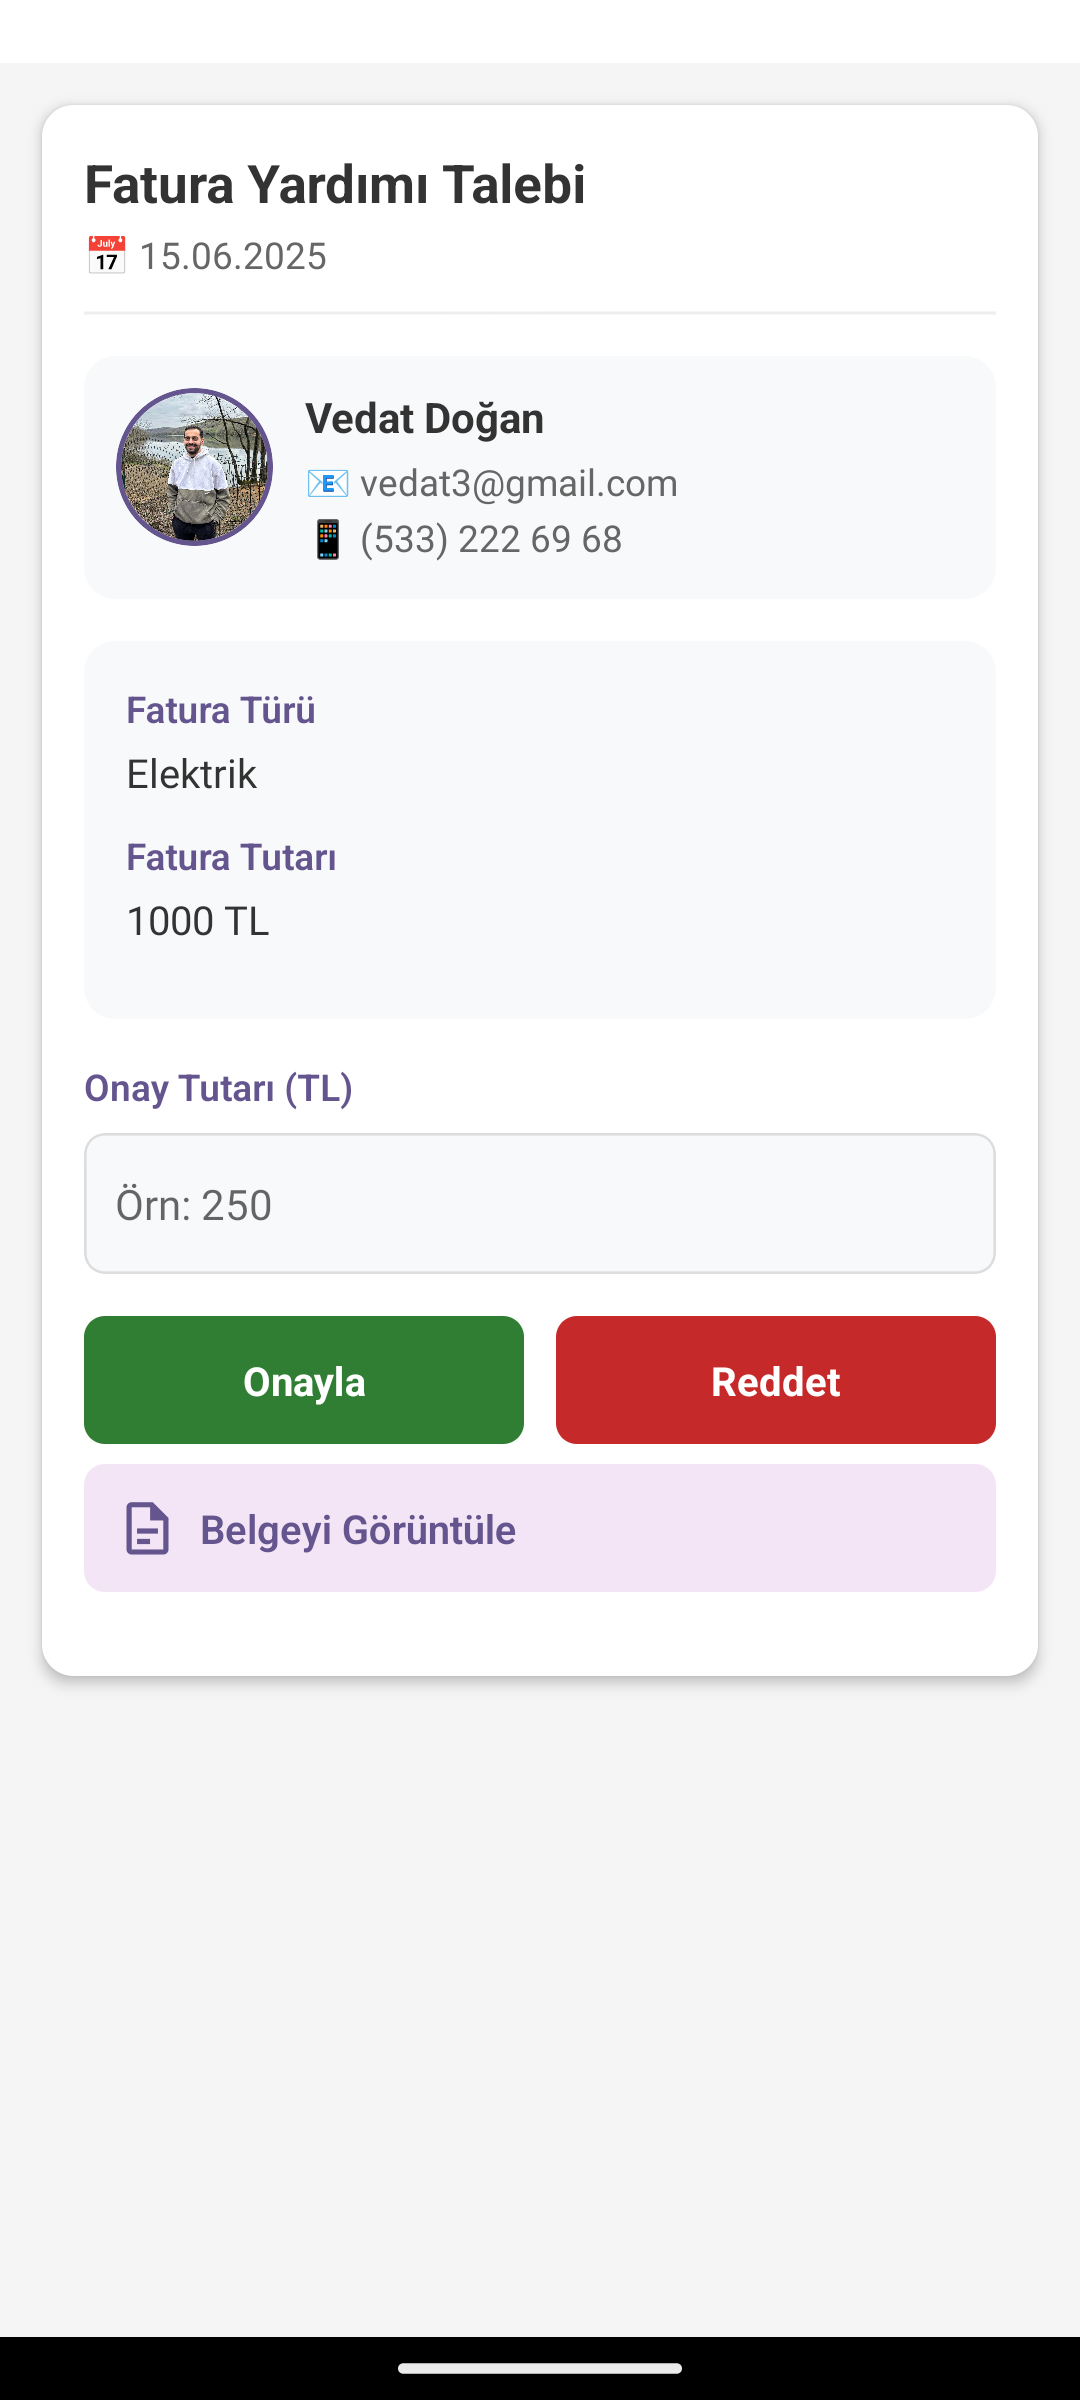 Fatura Yardımı Talebi
📅 15.06.2025
Vedat Doğan
📧 vedat3@gmail.com
📱 (533) 222 69 68
Fatura Türü
Elektrik
Fatura Tutarı
1000 TL
Onay Tutarı (TL)
Örn: 250
Onayla
Reddet
Belgeyi Görüntüle